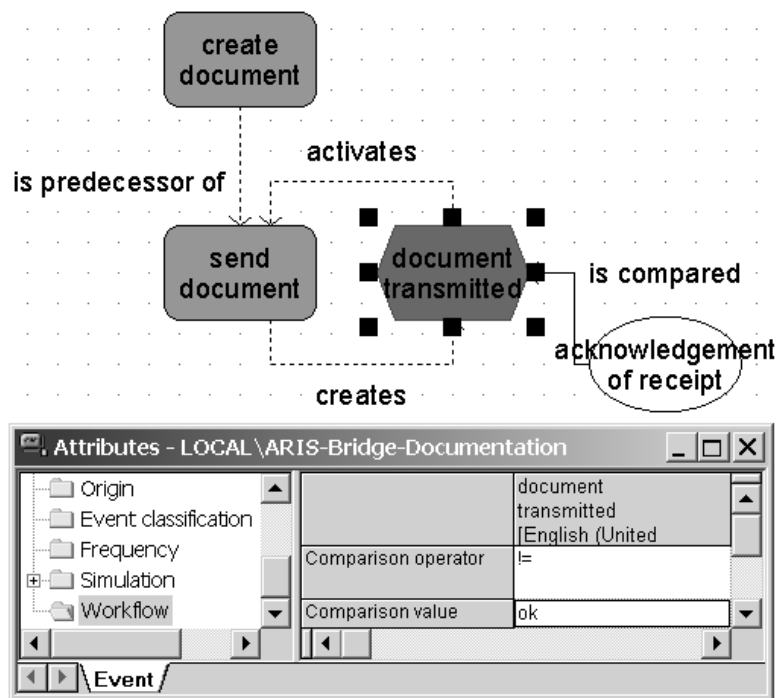 create
document
activates
is predecessor of
send
document
document
transmitted
is compared
acknowledgement
of receipt
creates
Attributes - LOCAL\ARIS-Bridge-Documentation
Origin
Event classification
Frequency
Simulation
Workflow
document
transmitted
[English (United
Comparison operator !=
Comparison value ok
Event